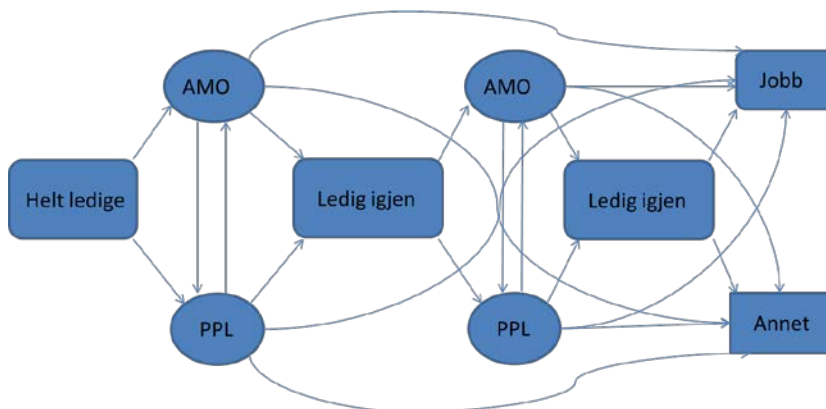 AMO
AMO
Jobb
Helt ledige
Ledig igjen
Ledig igjen
PPL
PPL
Annet